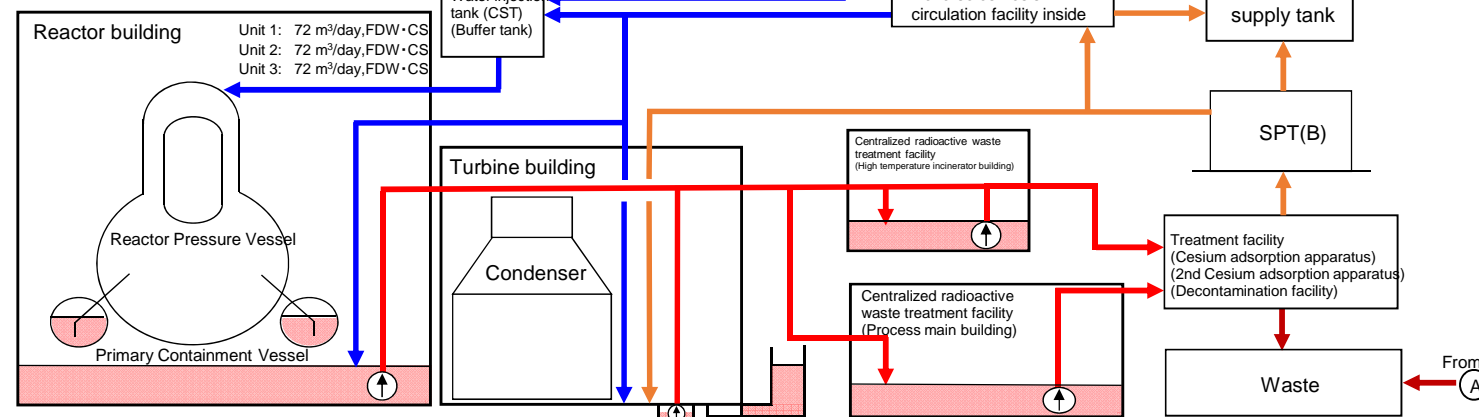 Reactor building
Unit 1: 72 m³/day,FDW・CS
Unit 2: 72 m³/day,FDW・CS
Unit 3: 72 m³/day,FDW・CS
tank (CST)
(Buffer tank)
circulation facility inside
supply tank
SPT(B)
Turbine building
Centralized radioactive waste
treatment facility
(High temperature incinerator building)
Reactor Pressure Vessel
Condenser
Treatment facility
(Cesium adsorption apparatus)
(2nd Cesium adsorption apparatus)
(Decontamination facility)
Centralized radioactive
waste treatment facility
(Process main building)
Primary Containment Vessel
Waste
From
A